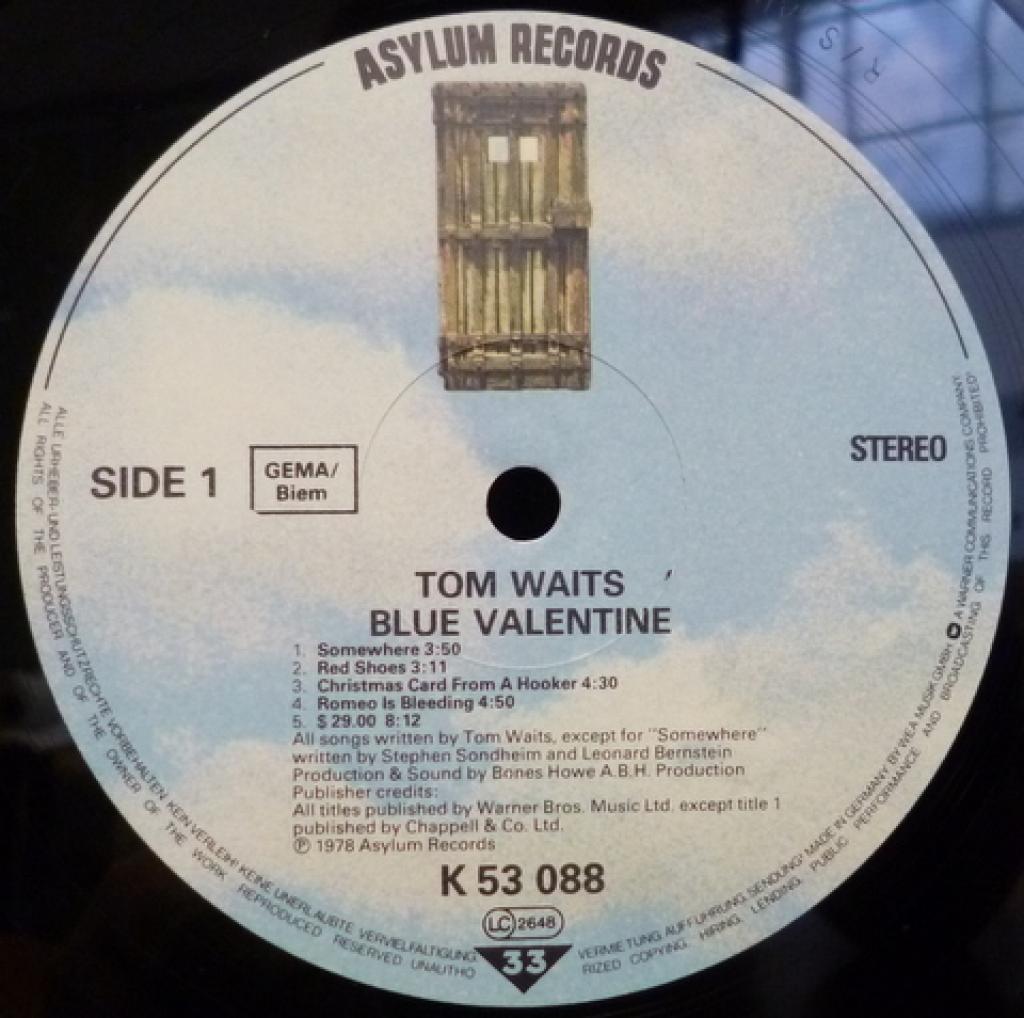 ASYLUM RECORDS
STEREO
SIDE 1
GEMA/
Biem
TOM WAITS
BLUE VALENTINE
1. Somewhere 3:50
2. Red Shoes 3:11
3. Christmas Card From A Hooker 4:30
4. Romeo Is Bleeding 4:50
5. $ 29.00 8:12
All songs written by Tom Waits, except for "Somewhere"
written by Stephen Sondheim and Leonard Bernstein
Production & Sound by Bones Howe A.B.H. Production
Publisher credits:
All titles published by Warner Bros. Music Ltd. except title 1
published by Chappell & Co. Ltd.
℗ 1978 Asylum Records
K 53 088
LC 2648
33
ALLE URHEBER- UND LEISTUNGSSCHUTZRECHTE VORBEHALTEN. KEIN VERLEIH! KEINE UNERLAUBTE VERVIELFÄLTIGUNG, VERMIETUNG, AUFFÜHRUNG, SENDUNG! MADE IN GERMANY BY WEA MUSIK GMBH A WARNER COMMUNICATIONS COMPANY
ALL RIGHTS OF THE PRODUCER AND OF THE OWNER OF THE WORK REPRODUCED RESERVED UNAUTHORIZED COPYING, HIRING, LENDING, PUBLIC PERFORMANCE AND BROADCASTING OF THIS RECORD PROHIBITED'